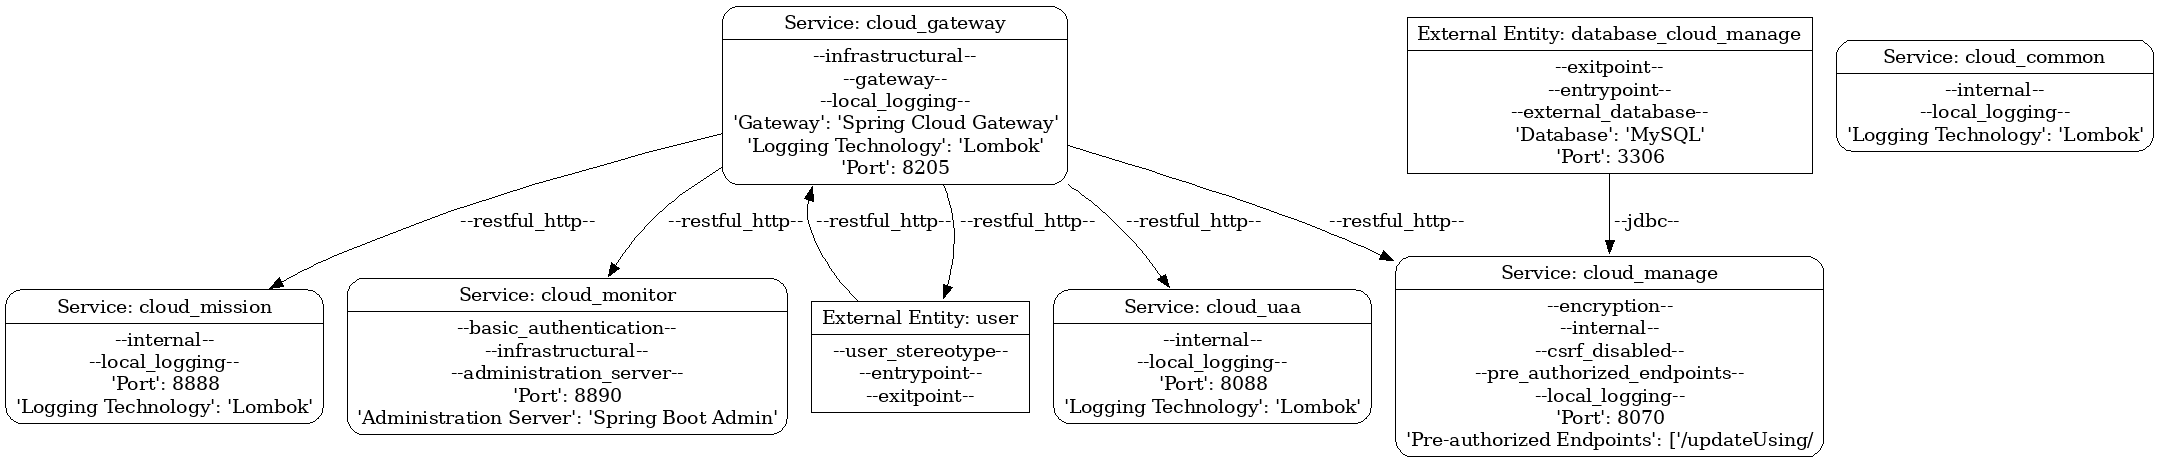 Service: cloud_gateway
--infrastructural--
--gateway--
--local_logging--
'Gateway': 'Spring Cloud Gateway'
'Logging Technology': 'Lombok'
'Port': 8205
External Entity: database_cloud_manage
--exitpoint--
--entrypoint--
--external_database--
'Database': 'MySQL'
'Port': 3306
Service: cloud_common
--internal--
--local_logging--
'Logging Technology': 'Lombok'
--restful_http--
--restful_http--
--restful_http--
--restful_http--
--restful_http--
--restful_http--
--jdbc--
Service: cloud_mission
--internal--
--local_logging--
'Port': 8888
'Logging Technology': 'Lombok'
Service: cloud_monitor
--basic_authentication--
--infrastructural--
--administration_server--
'Port': 8890
'Administration Server': 'Spring Boot Admin'
External Entity: user
--user_stereotype--
--entrypoint--
--exitpoint--
Service: cloud_uaa
--internal--
--local_logging--
'Port': 8088
'Logging Technology': 'Lombok'
Service: cloud_manage
--encryption--
--internal--
--csrf_disabled--
--pre_authorized_endpoints--
--local_logging--
'Port': 8070
'Pre-authorized Endpoints': ['/updateUsing/